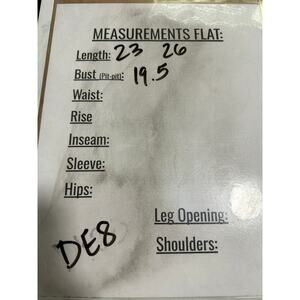 MEASUREMENTS FLAT:
Length: 23 26
Bust (Pit-pit): 19.5
Waist:
Rise
Inseam:
Sleeve:
Hips:
Leg Opening:
DE8 Shoulders: